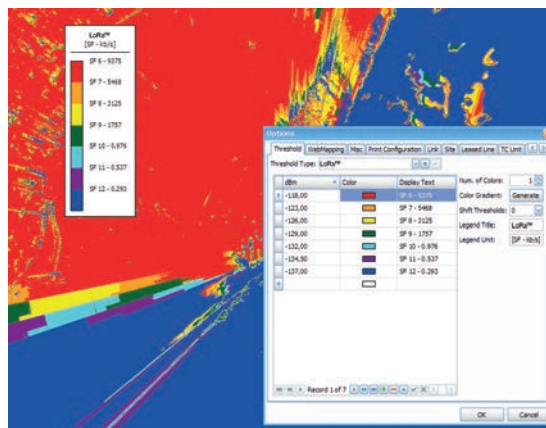 LoRa™
[SF - kb/s]
SF 6 - 9375
SF 7 - 5468
SF 8 - 3125
SF 9 - 1757
SF 10 - 0.976
SF 11 - 0.537
SF 12 - 0.293
Options
Threshold WebMapping Misc Print Configuration Link Site Leased Line TC Unit
Threshold Type: LoRa™
dBm Color Display Text
-118,00 SF 6 - 9375
-123,00 SF 7 - 5468
-126,00 SF 8 - 3125
-129,00 SF 9 - 1757
-132,00 SF 10 - 0.976
-134,50 SF 11 - 0.537
-137,00 SF 12 - 0.293
Num. of Colors: 1
Color Gradient: Generate
Shift Thresholds: 0
Legend Title: LoRa™
Legend Unit: [SF - kb/s]
Record 1 of 7
OK Cancel